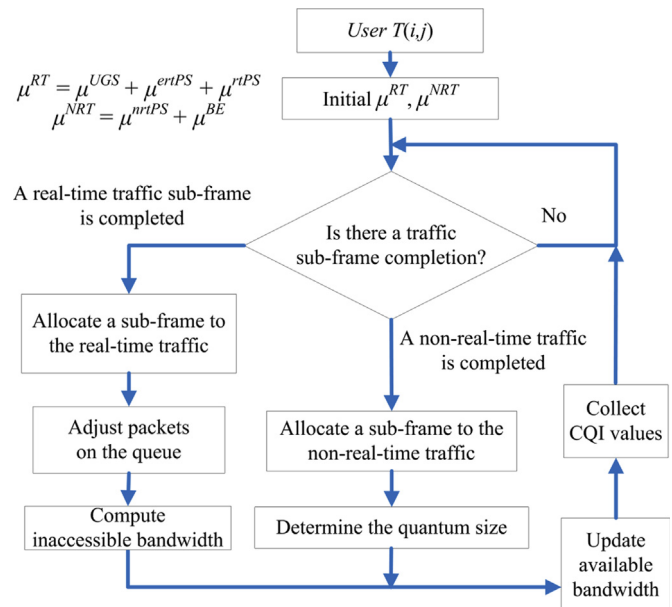 User T(i,j)
μ^RT = μ^UGS + μ^ertPS + μ^rtPS
μ^NRT = μ^nrtPS + μ^BE
Initial μ^RT, μ^NRT
A real-time traffic sub-frame
is completed
No
Is there a traffic
sub-frame completion?
Allocate a sub-frame to
the real-time traffic
A non-real-time traffic
is completed
Adjust packets
on the queue
Allocate a sub-frame to the
non-real-time traffic
Collect
CQI values
Compute
inaccessible bandwidth
Determine the quantum size
Update
available
bandwidth